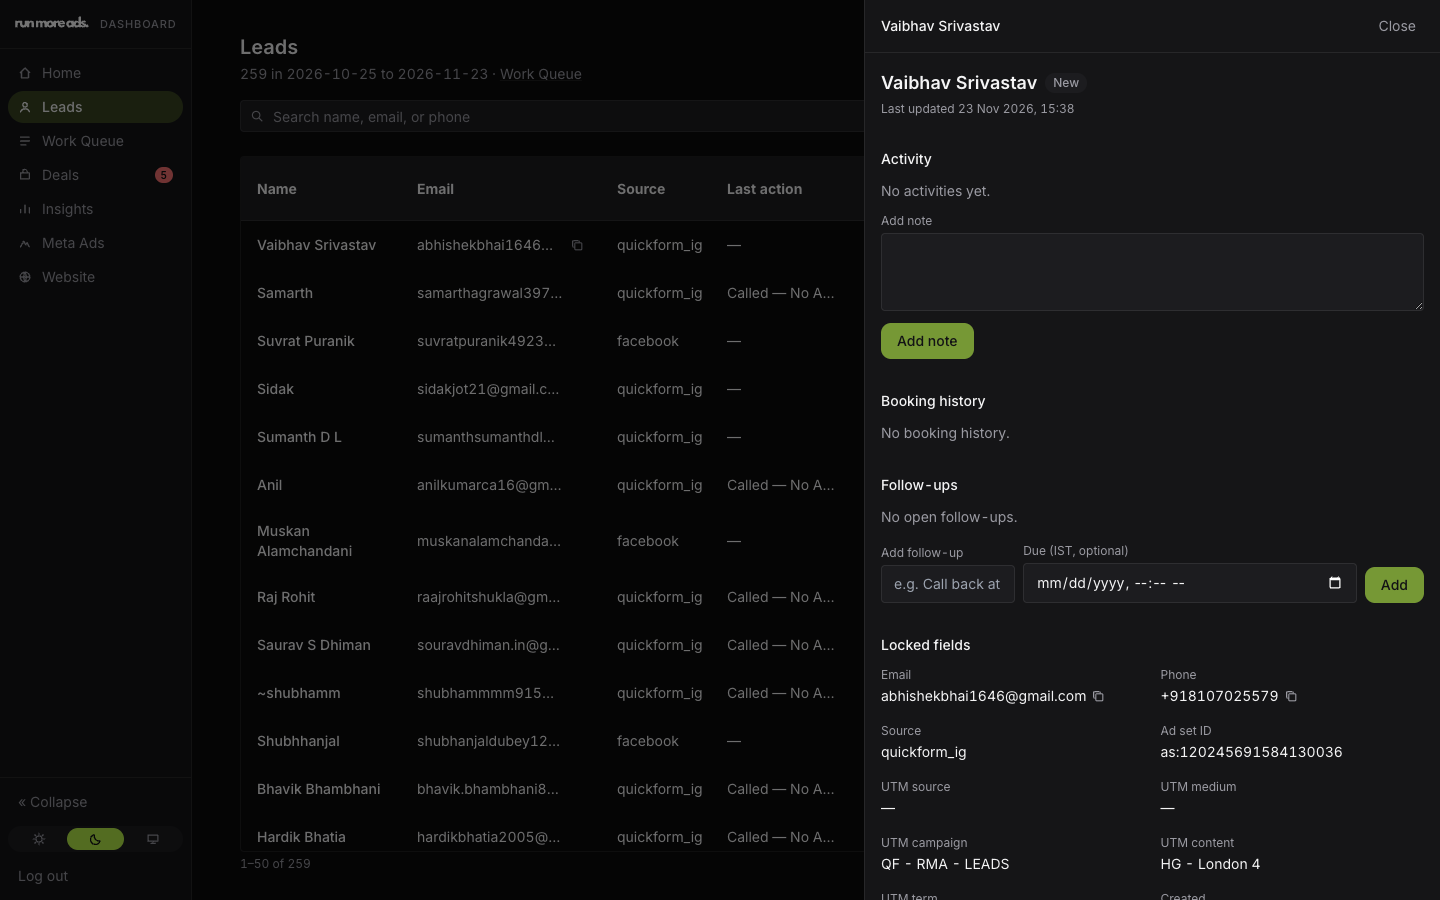 run more ads. DASHBOARD
Home
Leads
Work Queue
Deals 5
Insights
Meta Ads
Website
« Collapse
Log out
Leads
259 in 2026-10-25 to 2026-11-23 · Work Queue
Search name, email, or phone
Name Email Source Last action
Vaibhav Srivastav abhishekbhai1646... quickform_ig —
Samarth samarthagrawal397... quickform_ig Called — No A...
Suvrat Puranik suvratpuranik4923... facebook —
Sidak sidakjot21@gmail.c... quickform_ig —
Sumanth D L sumanthsumanthdl... quickform_ig —
Anil anilkumarca16@gm... quickform_ig Called — No A...
Muskan
Alamchandani muskanalamchanda... facebook —
Raj Rohit raajrohitshukla@gm... quickform_ig Called — No A...
Saurav S Dhiman souravdhiman.in@g... quickform_ig Called — No A...
~shubhamm shubhammmm915... quickform_ig Called — No A...
Shubhhanjal shubhanjaldubey12... facebook —
Bhavik Bhambhani bhavik.bhambhani8... quickform_ig Called — No A...
Hardik Bhatia hardikbhatia2005@... quickform_ig Called — No A...
1–50 of 259
Vaibhav Srivastav Close
Vaibhav Srivastav New
Last updated 23 Nov 2026, 15:38
Activity
No activities yet.
Add note
Add note
Booking history
No booking history.
Follow-ups
No open follow-ups.
Add follow-up Due (IST, optional)
e.g. Call back at mm/dd/yyyy, --:-- -- Add
Locked fields
Email Phone
abhishekbhai1646@gmail.com +918107025579
Source Ad set ID
quickform_ig as:120245691584130036
UTM source UTM medium
— —
UTM campaign UTM content
QF - RMA - LEADS HG - London 4
UTM term Created